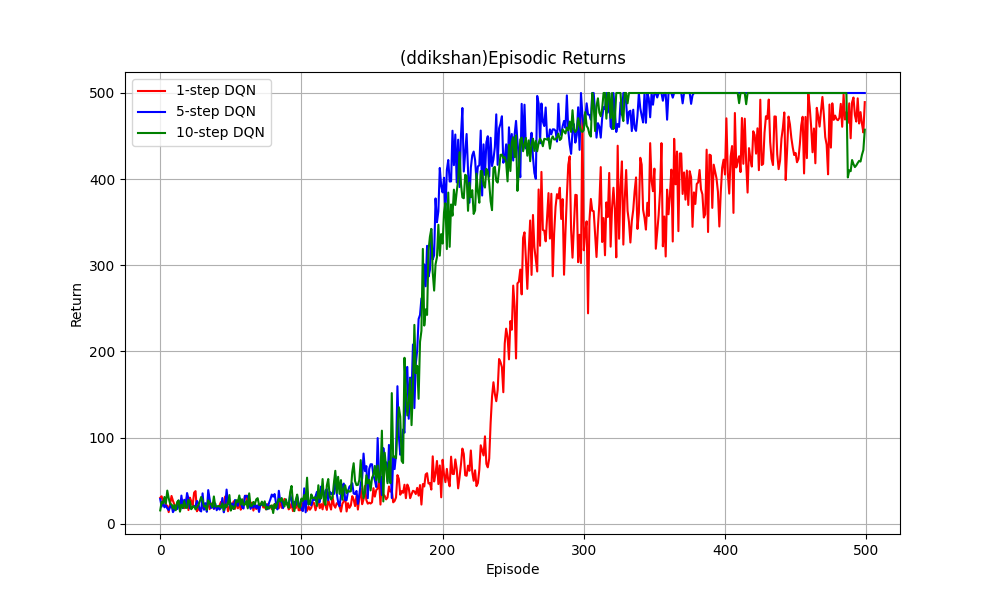 (ddikshan)Episodic Returns
1-step DQN
5-step DQN
10-step DQN
Return
500
400
300
200
100
0
0 100 200 300 400 500
Episode